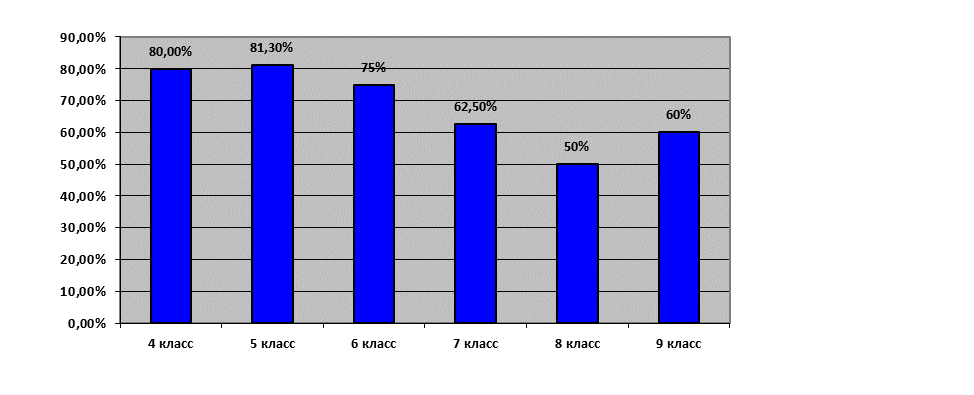 90,00%
80,00%
70,00%
60,00%
50,00%
40,00%
30,00%
20,00%
10,00%
0,00%
80,00%
81,30%
75%
62,50%
50%
60%
4 класс
5 класс
6 класс
7 класс
8 класс
9 класс